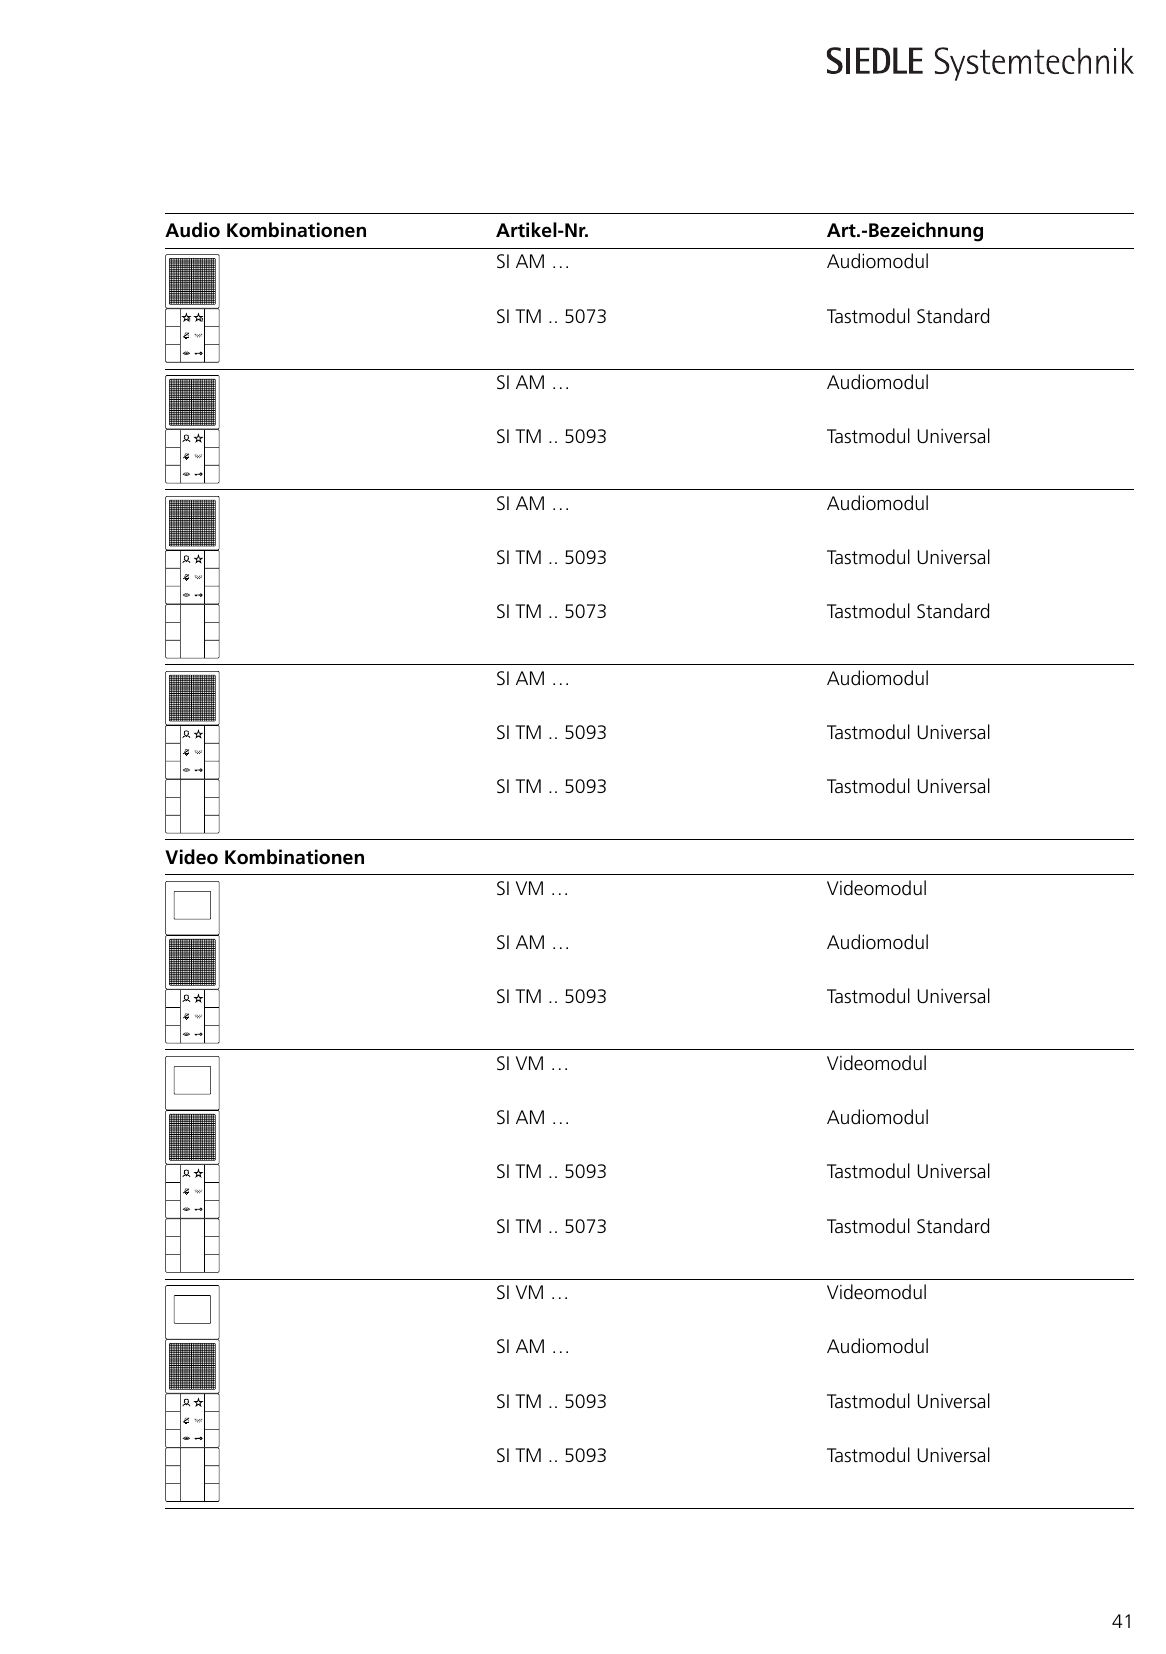 SIEDLE Systemtechnik
Audio Kombinationen Artikel-Nr. Art.-Bezeichnung
SI AM … Audiomodul
SI TM .. 5073 Tastmodul Standard
SI AM … Audiomodul
SI TM .. 5093 Tastmodul Universal
SI AM … Audiomodul
SI TM .. 5093 Tastmodul Universal
SI TM .. 5073 Tastmodul Standard
SI AM … Audiomodul
SI TM .. 5093 Tastmodul Universal
SI TM .. 5093 Tastmodul Universal
Video Kombinationen
SI VM … Videomodul
SI AM … Audiomodul
SI TM .. 5093 Tastmodul Universal
SI VM … Videomodul
SI AM … Audiomodul
SI TM .. 5093 Tastmodul Universal
SI TM .. 5073 Tastmodul Standard
SI VM … Videomodul
SI AM … Audiomodul
SI TM .. 5093 Tastmodul Universal
SI TM .. 5093 Tastmodul Universal
41